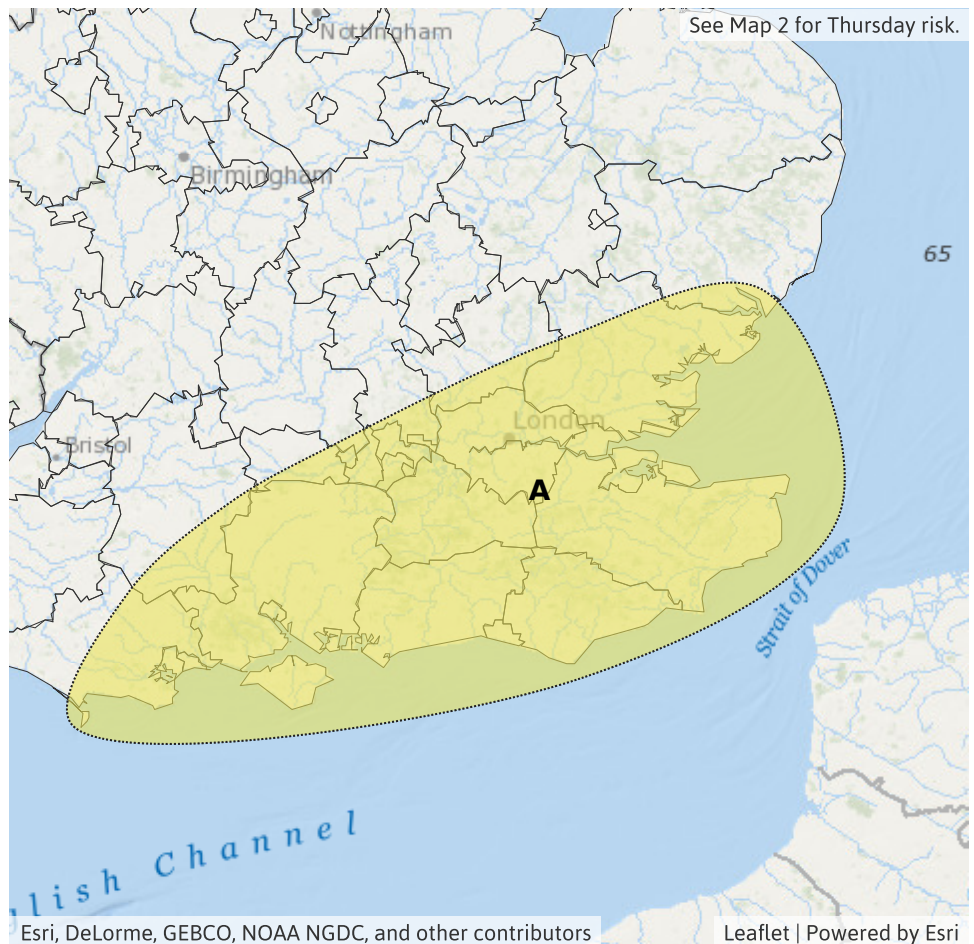 See Map 2 for Thursday risk.
Nottingham
Birmingham
65
London
Bristol
A
Strait of Dover
glish Channel
Esri, DeLorme, GEBCO, NOAA NGDC, and other contributors
Leaflet | Powered by Esri